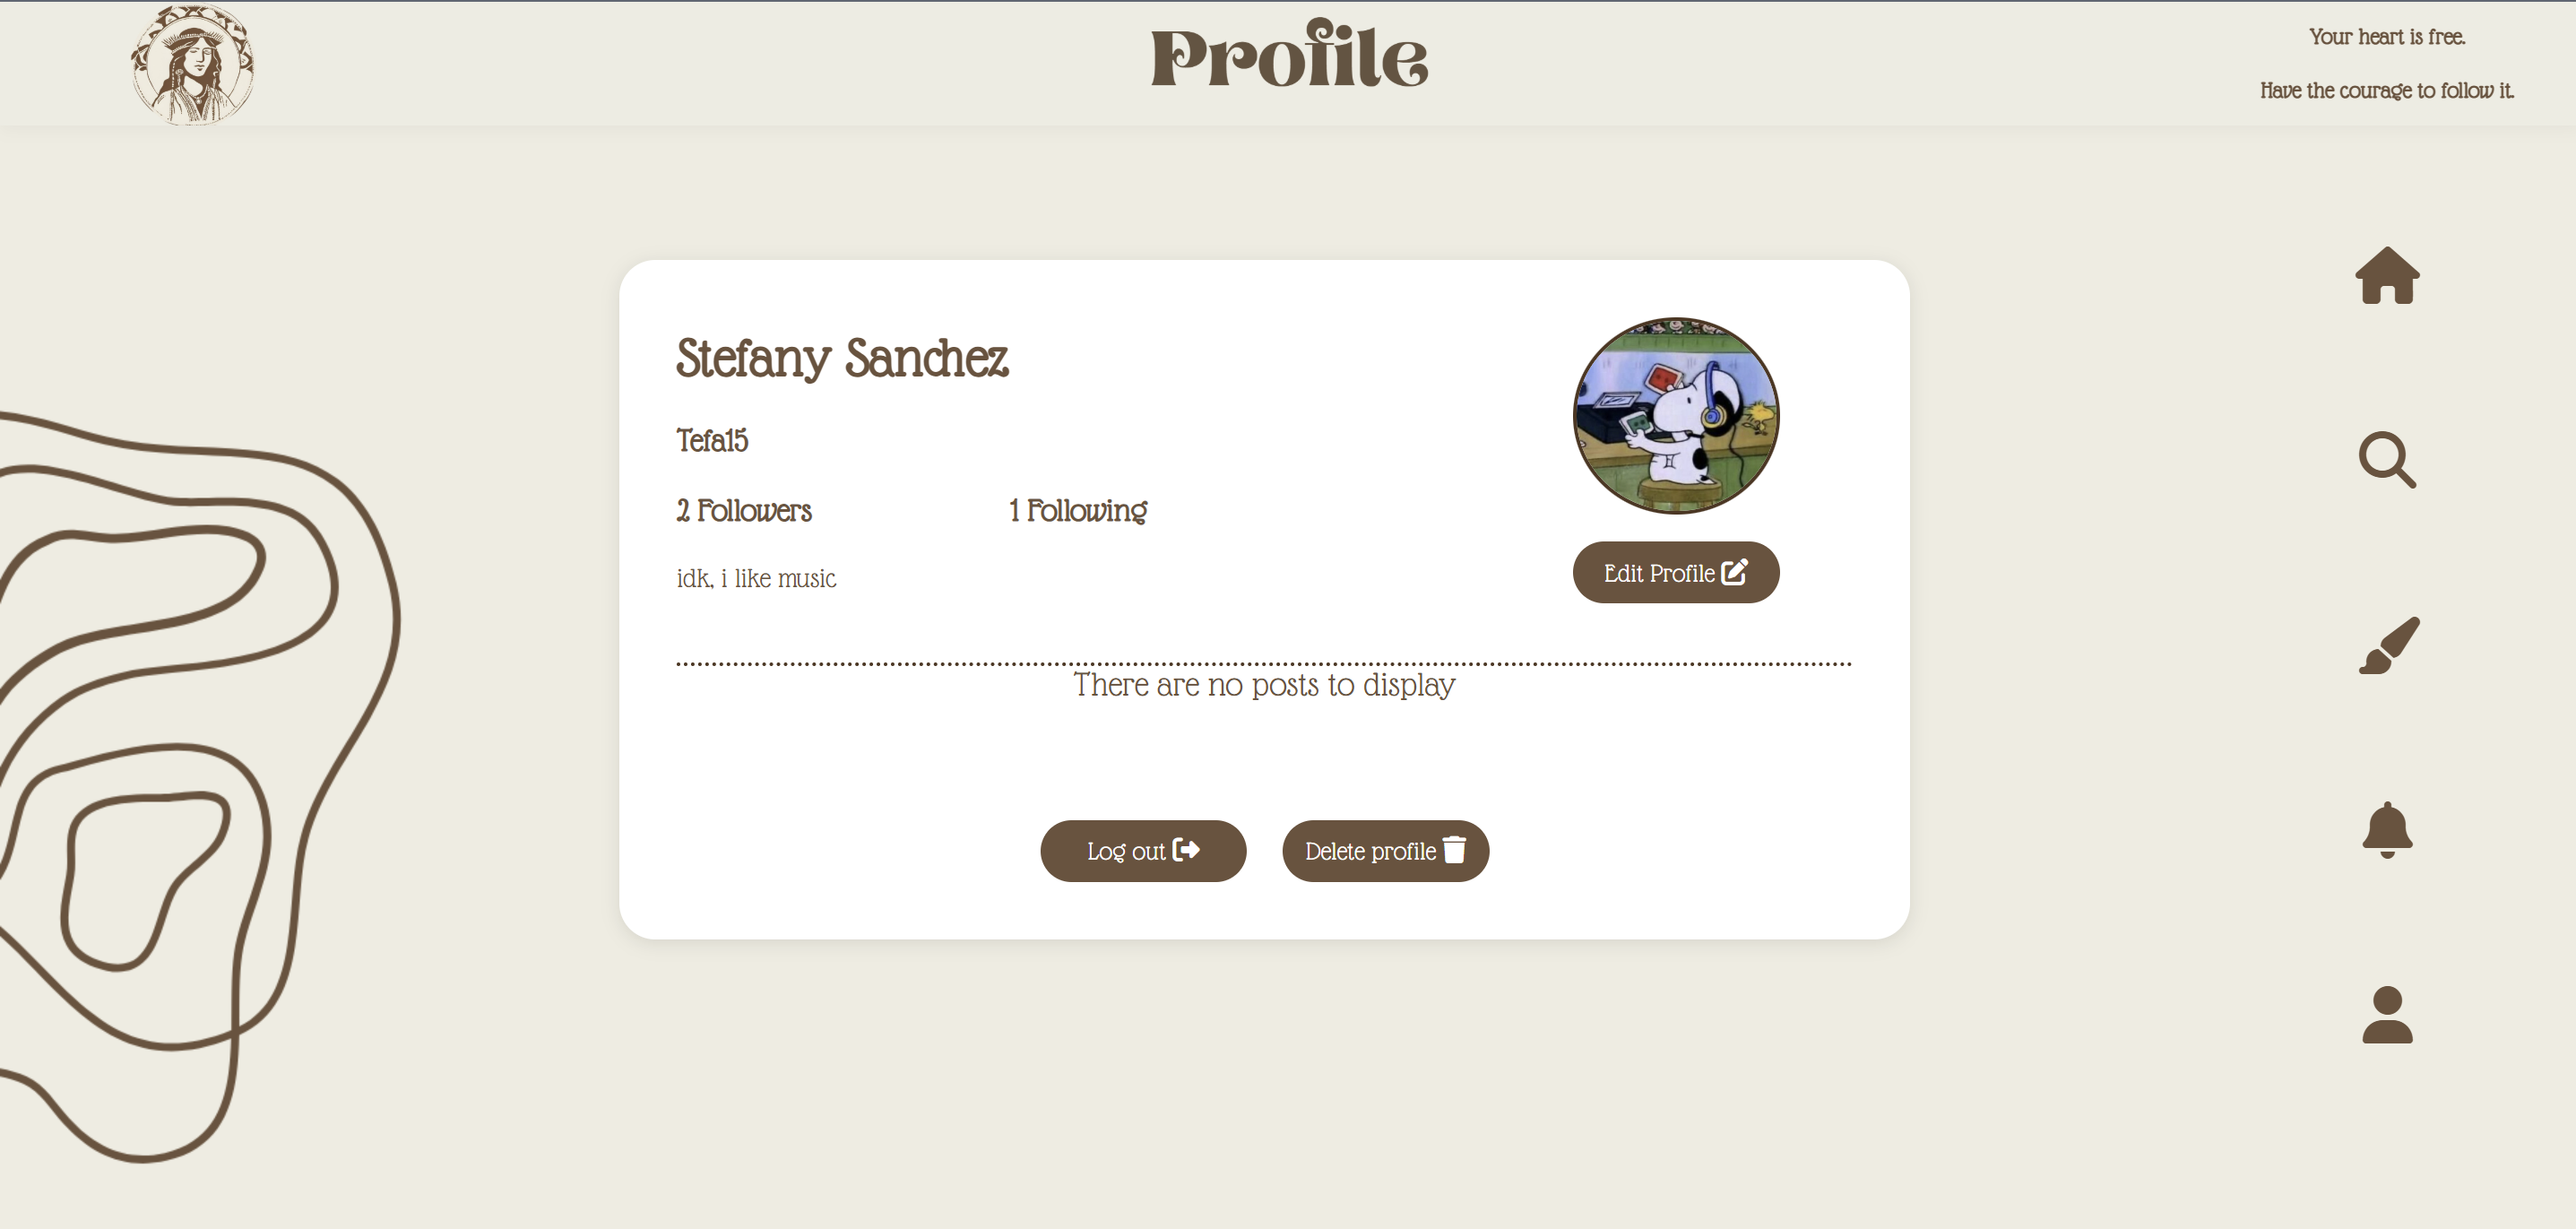 Profile
Your heart is free.
Have the courage to follow it.
Stefany Sanchez
Tefa15
2 Followers
1 Following
idk, i like music
Edit Profile
There are no posts to display
Log out
Delete profile